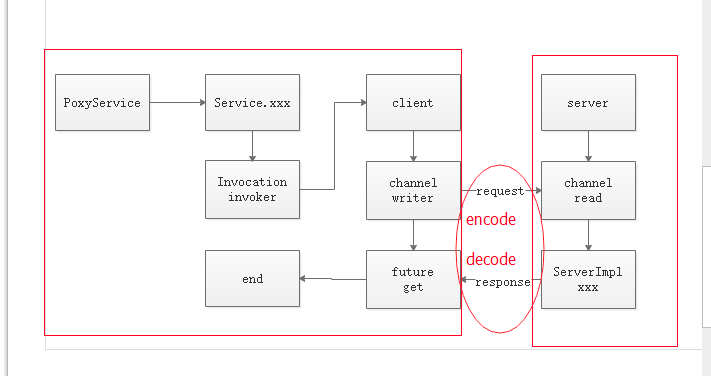 PoxyService
Service.xxx
client
server
Invocation
invoker
channel
writer
request
channel
read
encode
decode
end
future
get
response
ServerImpl
xxx